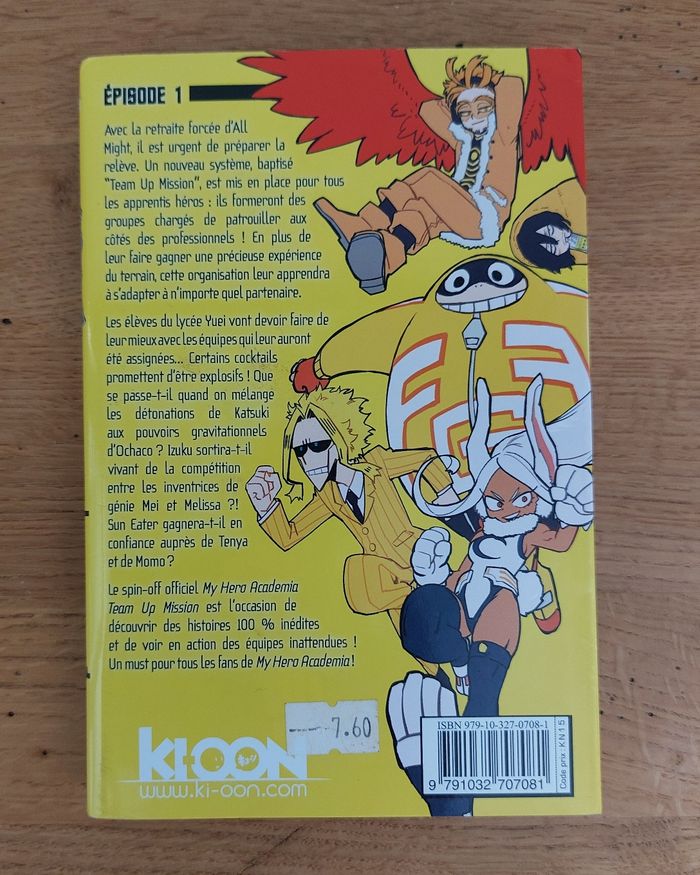 ÉPISODE 1
Avec la retraite forcée d'All
Might, il est urgent de préparer la
relève. Un nouveau système, baptisé
"Team Up Mission", est mis en place pour tous
les apprentis héros : ils formeront des
groupes chargés de patrouiller aux
côtés des professionnels ! En plus de
leur faire gagner une précieuse expérience
du terrain, cette organisation leur apprendra
à s'adapter à n'importe quel partenaire.
Les élèves du lycée Yuei vont devoir faire de
leur mieux avec les équipes qui leur auront
été assignées... Certains cocktails
promettent d'être explosifs ! Que
se passe-t-il quand on mélange
les détonations de Katsuki
aux pouvoirs gravitationnels
d'Ochaco ? Izuku sortira-t-il
vivant de la compétition
entre les inventrices de
génie Mei et Melissa ?!
Sun Eater gagnera-t-il en
confiance auprès de Tenya
et de Momo ?
Le spin-off officiel My Hero Academia
Team Up Mission est l'occasion de
découvrir des histoires 100 % inédites
et de voir en action des équipes inattendues !
Un must pour tous les fans de My Hero Academia !
7.60
KI-OON
www.ki-oon.com
ISBN 979-10-327-0708-1
9 791032 707081
Code prix : KN15